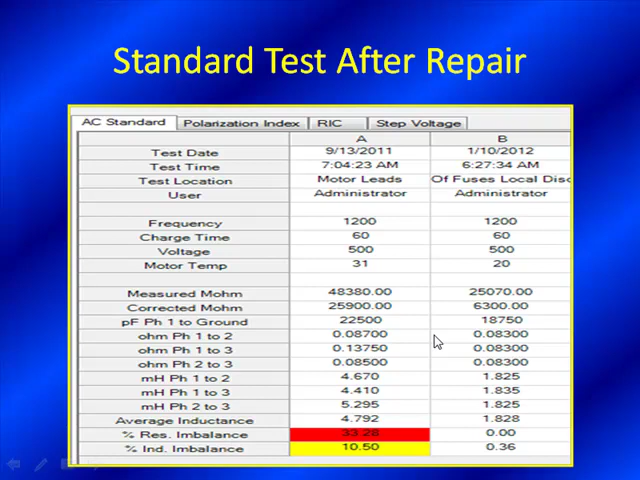 Standard Test After Repair
AC Standard Polarization Index RIC Step Voltage
A B
Test Date 9/13/2011 1/10/2012
Test Time 7:04:23 AM 6:27:34 AM
Test Location Motor Leads Of Fuses Local Disc
User Administrator Administrator
Frequency 1200 1200
Charge Time 60 60
Voltage 500 500
Motor Temp 31 20
Measured Mohm 48380.00 25070.00
Corrected Mohm 25900.00 6300.00
pF Ph 1 to Ground 22500 18750
ohm Ph 1 to 2 0.08700 0.08300
ohm Ph 1 to 3 0.13750 0.08300
ohm Ph 2 to 3 0.08500 0.08300
mH Ph 1 to 2 4.670 1.825
mH Ph 1 to 3 4.410 1.835
mH Ph 2 to 3 5.295 1.825
Average Inductance 4.792 1.828
% Res. Imbalance 33.28 0.00
% Ind. Imbalance 10.50 0.36